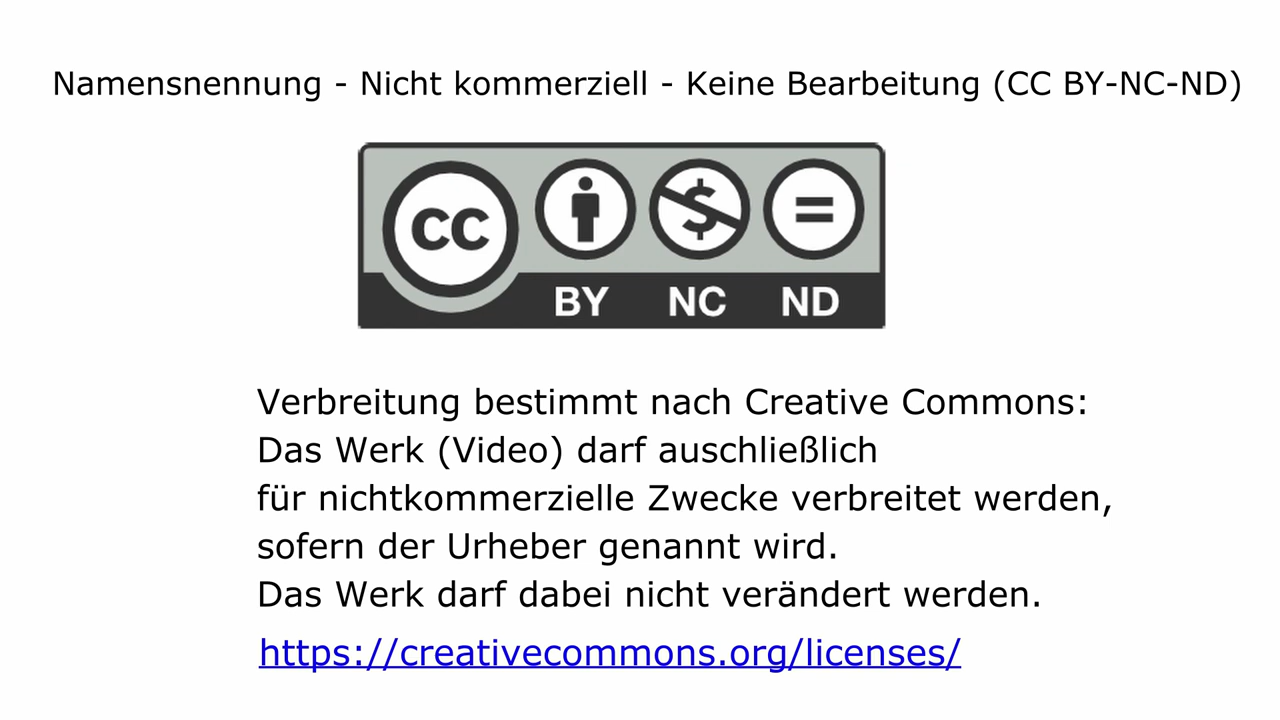 Namensnennung - Nicht kommerziell - Keine Bearbeitung (CC BY-NC-ND)
CC
BY NC ND
Verbreitung bestimmt nach Creative Commons:
Das Werk (Video) darf auschließlich
für nichtkommerzielle Zwecke verbreitet werden,
sofern der Urheber genannt wird.
Das Werk darf dabei nicht verändert werden.
https://creativecommons.org/licenses/